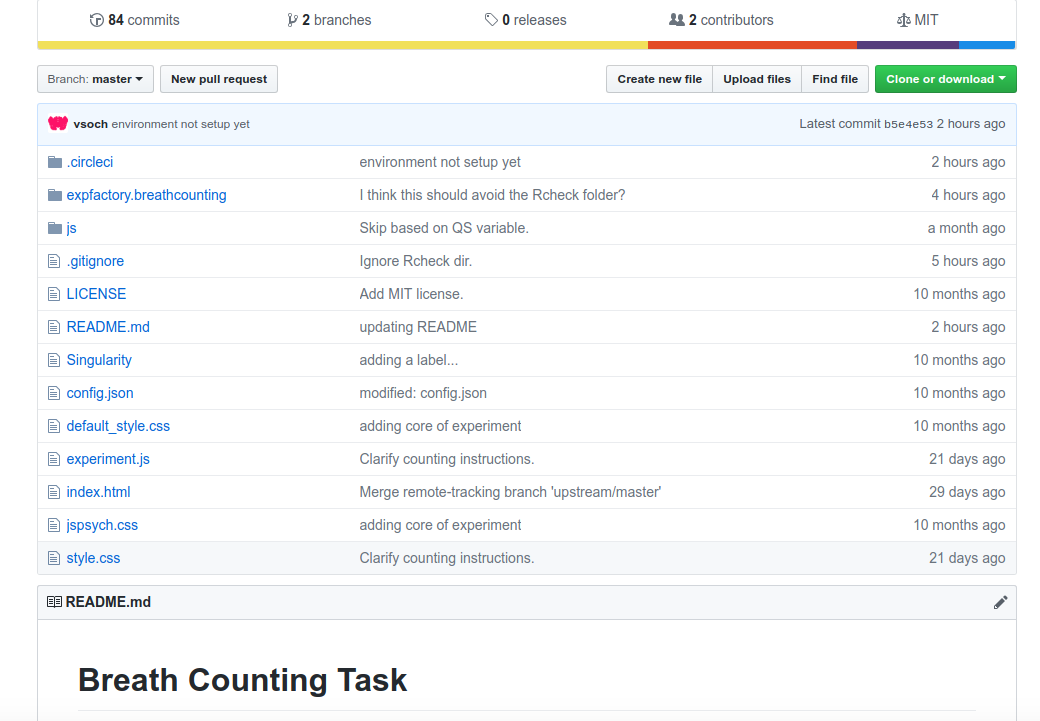 84 commits 2 branches 0 releases 2 contributors MIT
Branch: master New pull request Create new file Upload files Find file Clone or download
vsoch environment not setup yet Latest commit b5e4e53 2 hours ago
.circleci environment not setup yet 2 hours ago
expfactory.breathcounting I think this should avoid the Rcheck folder? 4 hours ago
js Skip based on QS variable. a month ago
.gitignore Ignore Rcheck dir. 5 hours ago
LICENSE Add MIT license. 10 months ago
README.md updating README 2 hours ago
Singularity adding a label... 10 months ago
config.json modified: config.json 10 months ago
default_style.css adding core of experiment 10 months ago
experiment.js Clarify counting instructions. 21 days ago
index.html Merge remote-tracking branch 'upstream/master' 29 days ago
jspsych.css adding core of experiment 10 months ago
style.css Clarify counting instructions. 21 days ago
README.md
Breath Counting Task